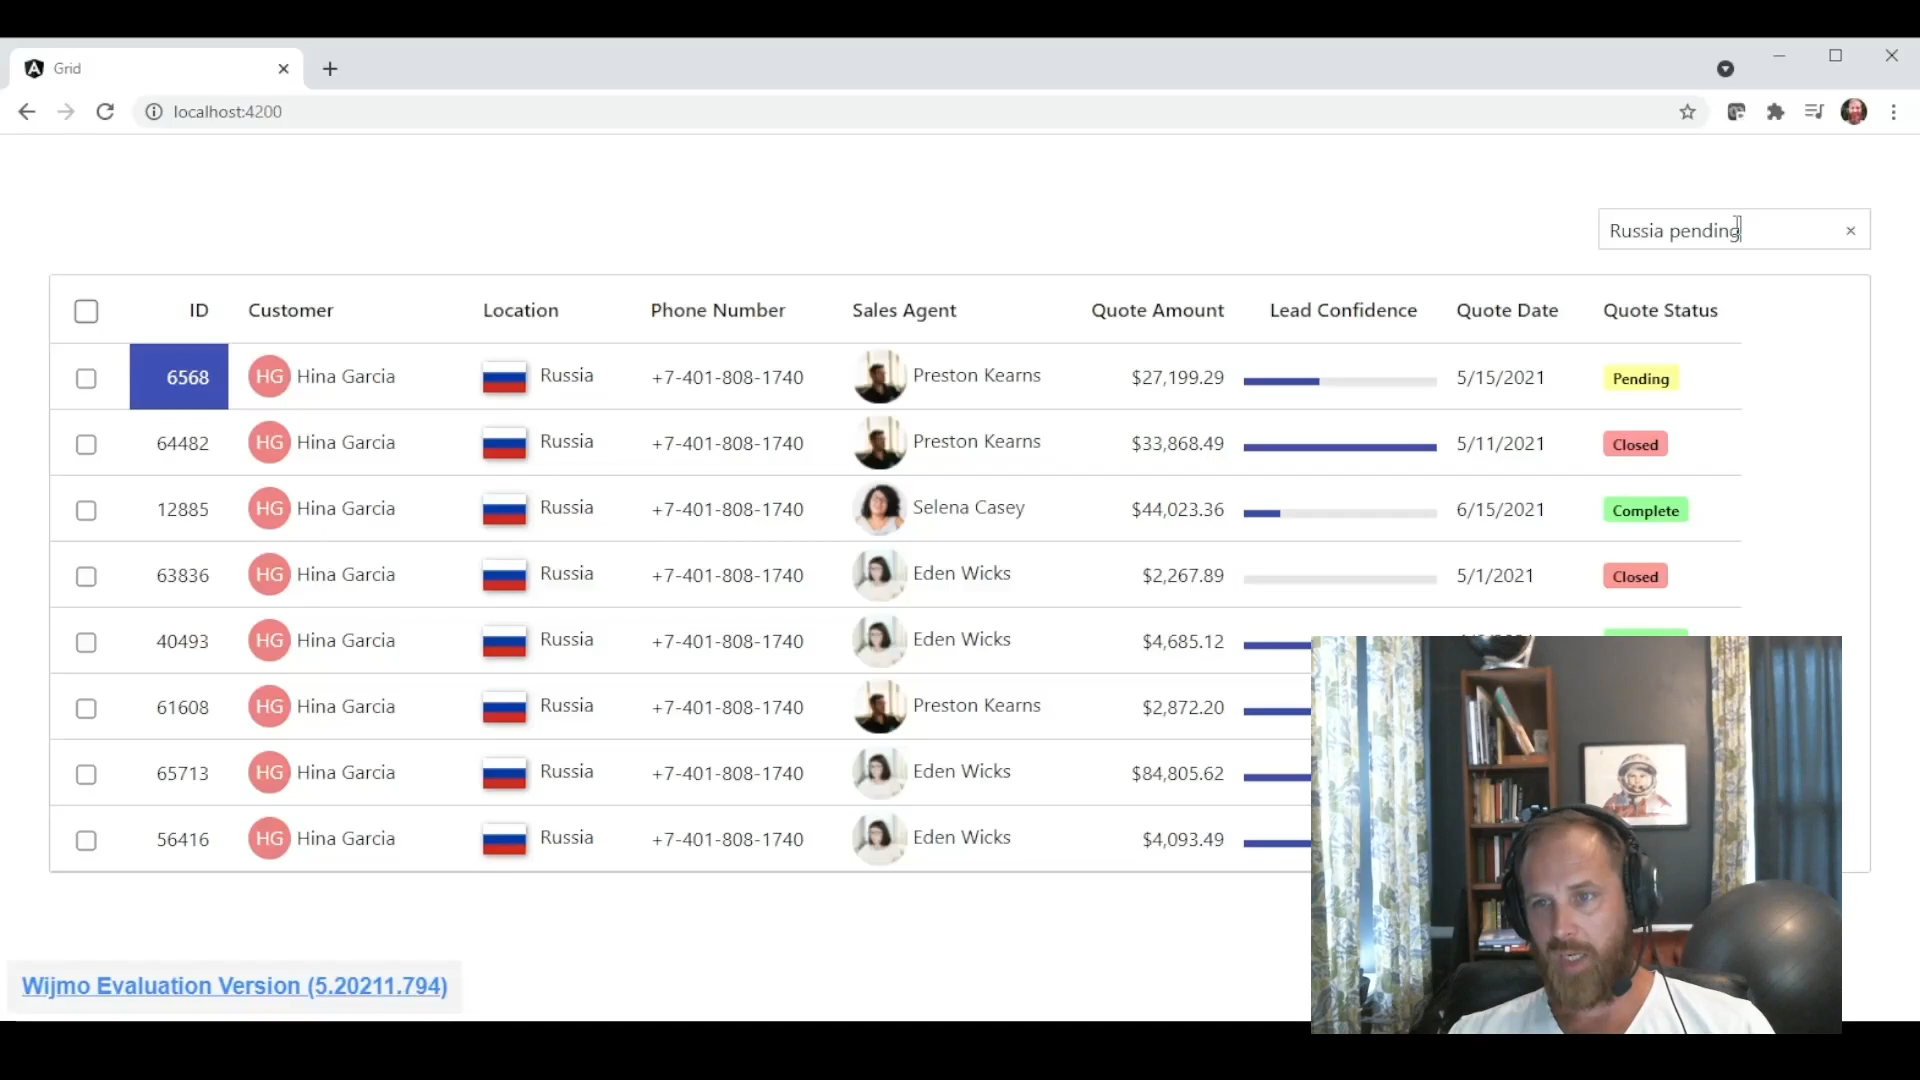 Grid
localhost:4200
Russia pending
ID Customer Location Phone Number Sales Agent Quote Amount Lead Confidence Quote Date Quote Status
6568 HG Hina Garcia Russia +7-401-808-1740 Preston Kearns $27,199.29 5/15/2021 Pending
64482 HG Hina Garcia Russia +7-401-808-1740 Preston Kearns $33,868.49 5/11/2021 Closed
12885 HG Hina Garcia Russia +7-401-808-1740 Selena Casey $44,023.36 6/15/2021 Complete
63836 HG Hina Garcia Russia +7-401-808-1740 Eden Wicks $2,267.89 5/1/2021 Closed
40493 HG Hina Garcia Russia +7-401-808-1740 Eden Wicks $4,685.12
61608 HG Hina Garcia Russia +7-401-808-1740 Preston Kearns $2,872.20
65713 HG Hina Garcia Russia +7-401-808-1740 Eden Wicks $84,805.62
56416 HG Hina Garcia Russia +7-401-808-1740 Eden Wicks $4,093.49
Wijmo Evaluation Version (5.20211.794)